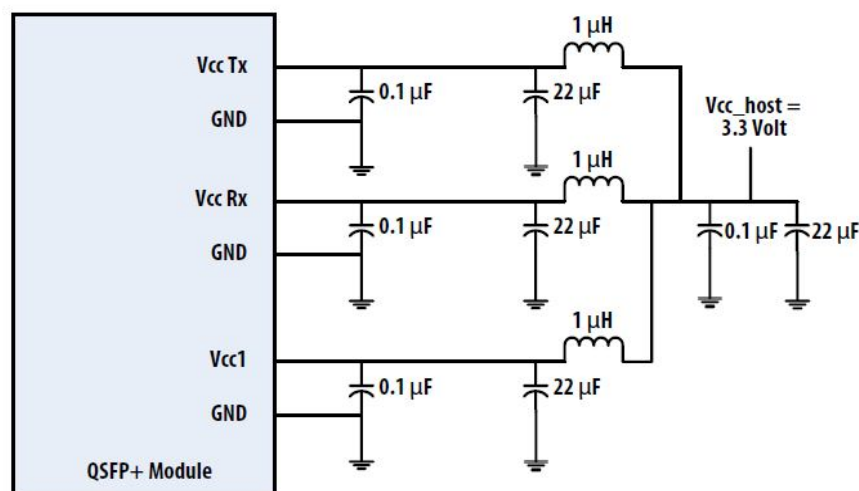 1 μH
Vcc Tx
0.1 μF
22 μF
GND
Vcc_host =
3.3 Volt
1 μH
Vcc Rx
0.1 μF
22 μF
0.1 μF
22 μF
GND
1 μH
Vcc1
0.1 μF
22 μF
GND
QSFP+ Module